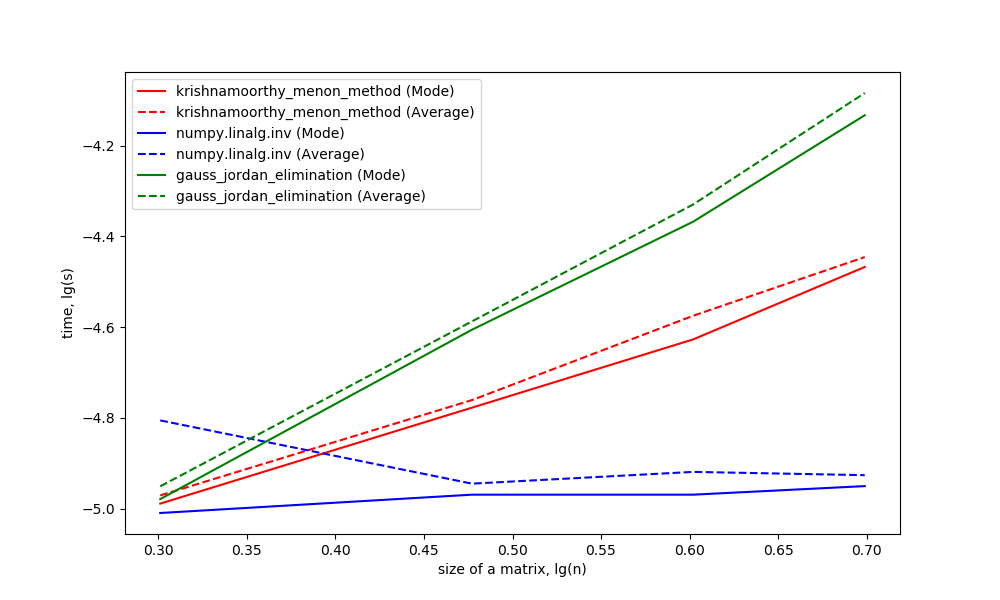 krishnamoorthy_menon_method (Mode)
krishnamoorthy_menon_method (Average)
numpy.linalg.inv (Mode)
numpy.linalg.inv (Average)
gauss_jordan_elimination (Mode)
gauss_jordan_elimination (Average)
−4.2
−4.4
−4.6
−4.8
−5.0
time, lg(s)
0.30 0.35 0.40 0.45 0.50 0.55 0.60 0.65 0.70
size of a matrix, lg(n)